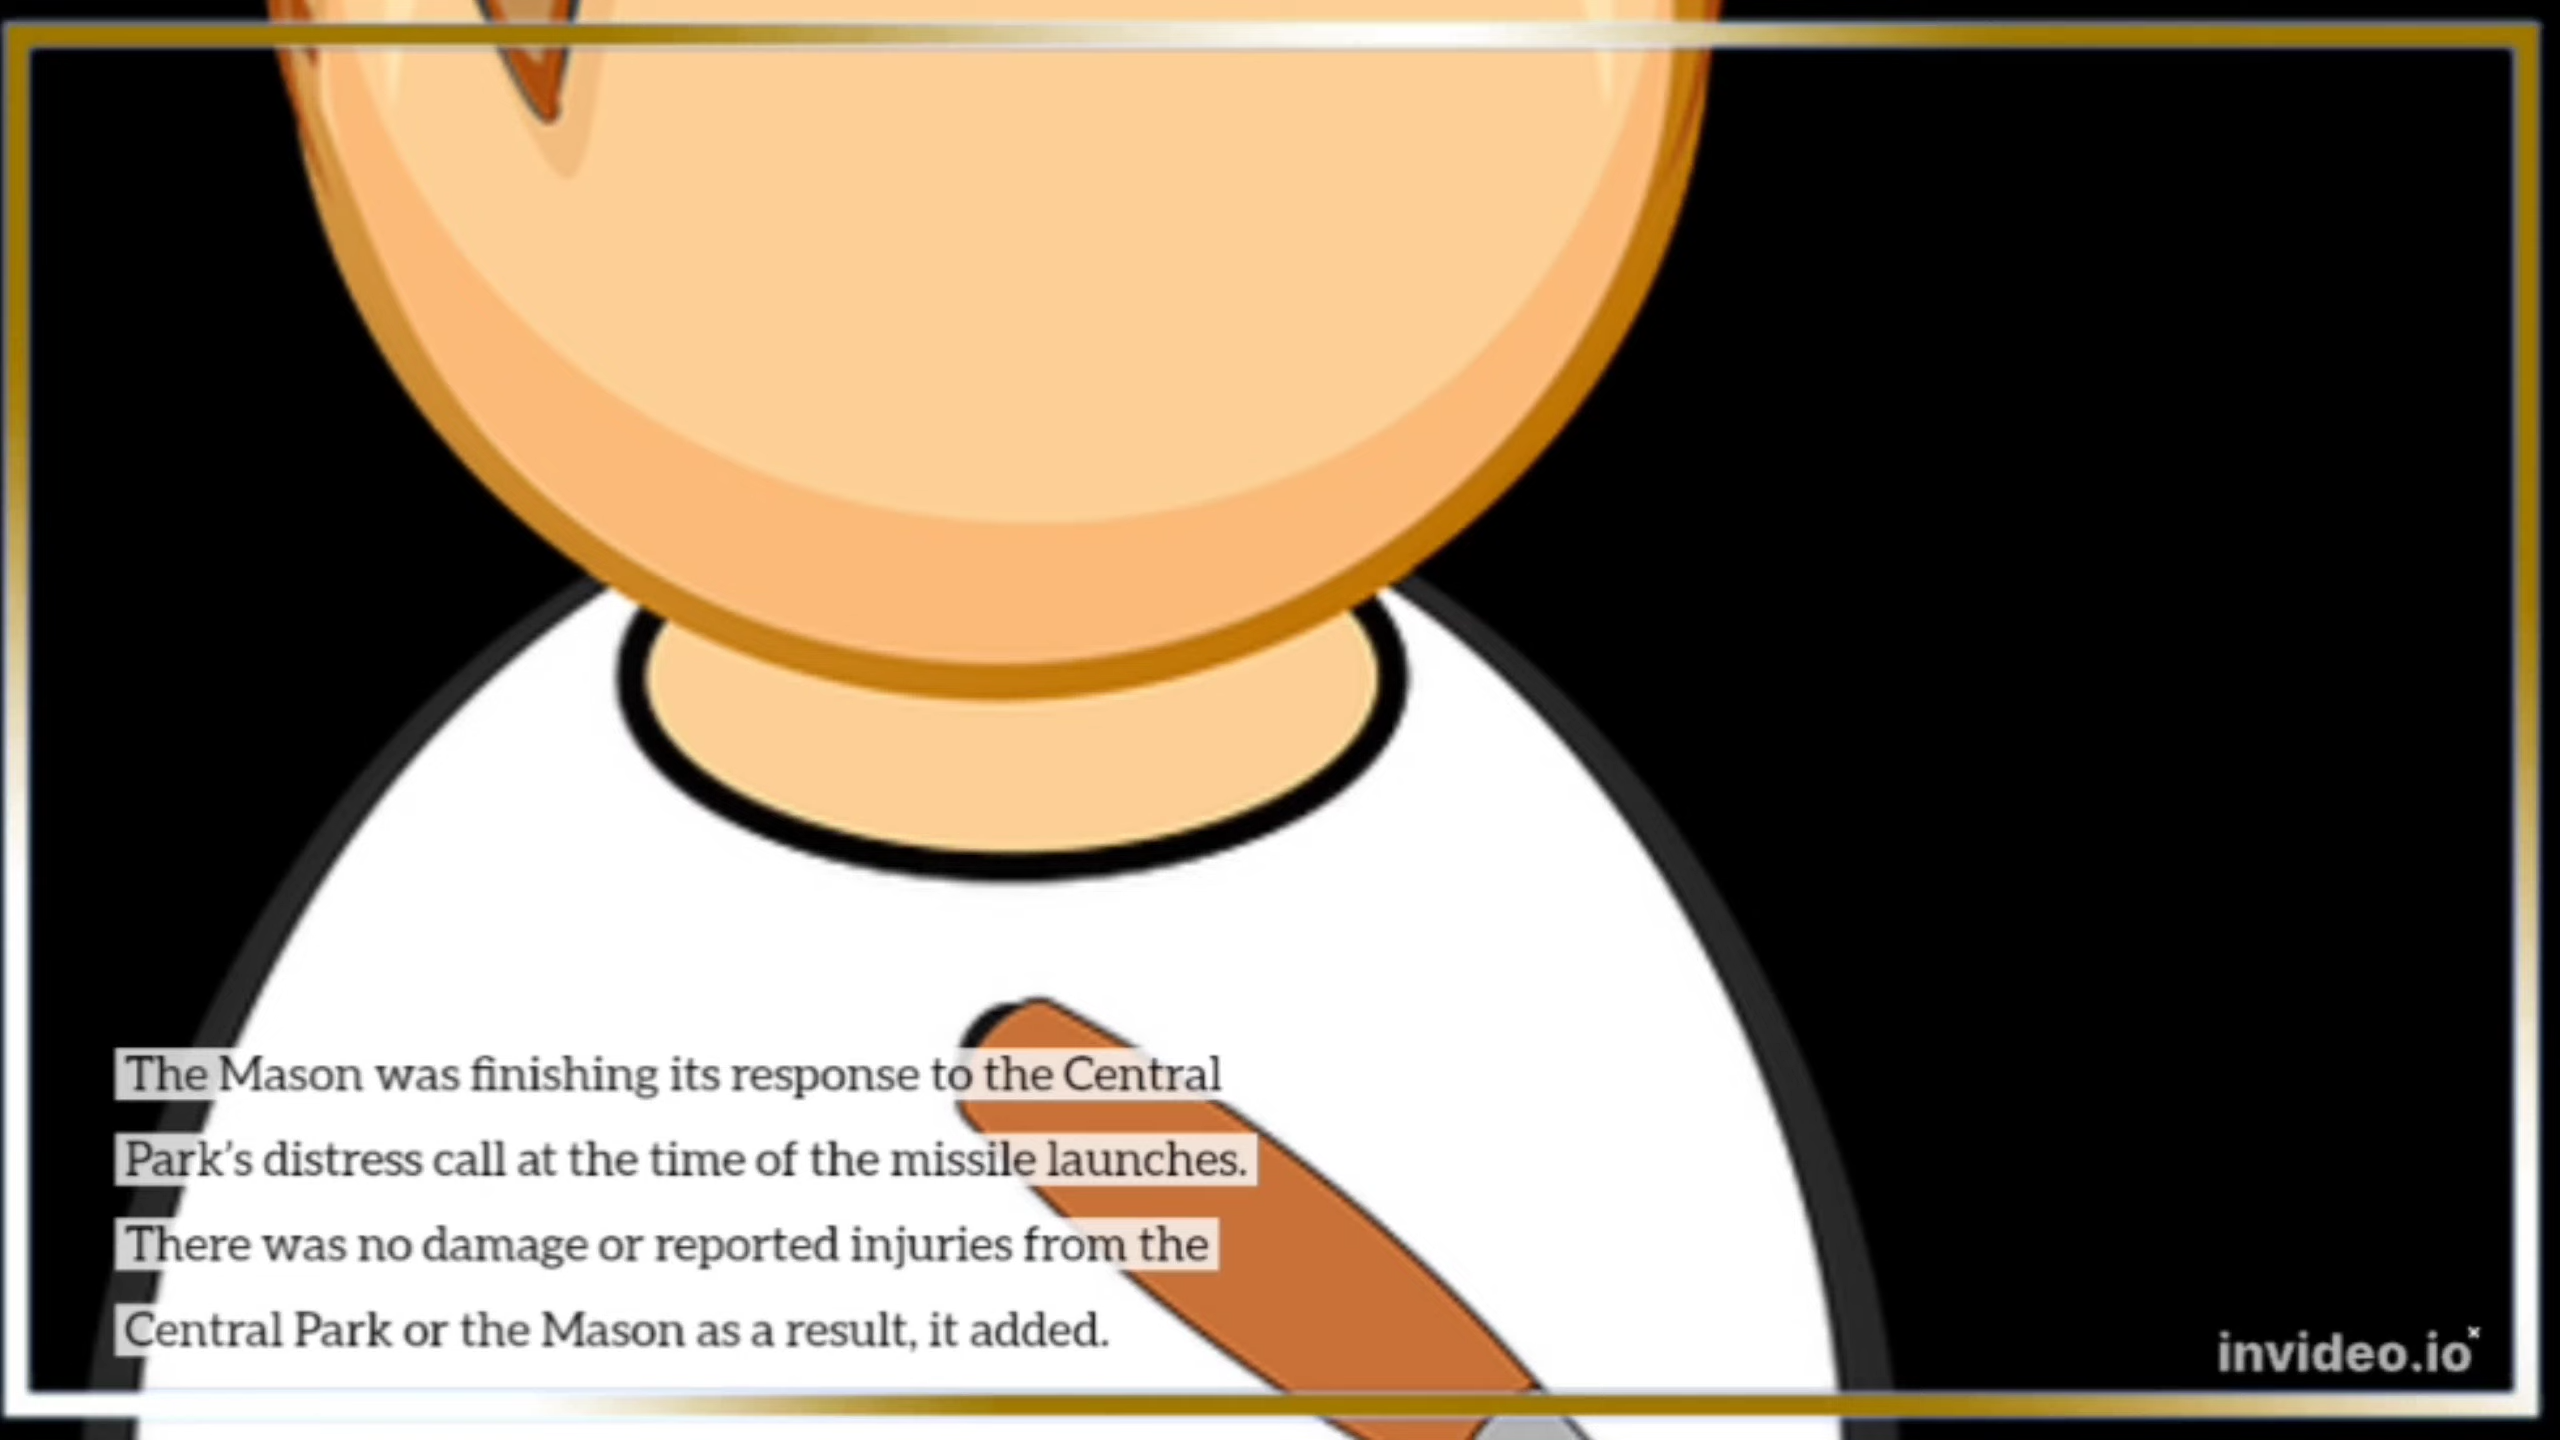 The Mason was finishing its response to the Central
Park’s distress call at the time of the missile launches.
There was no damage or reported injuries from the
Central Park or the Mason as a result, it added.
invideo.io